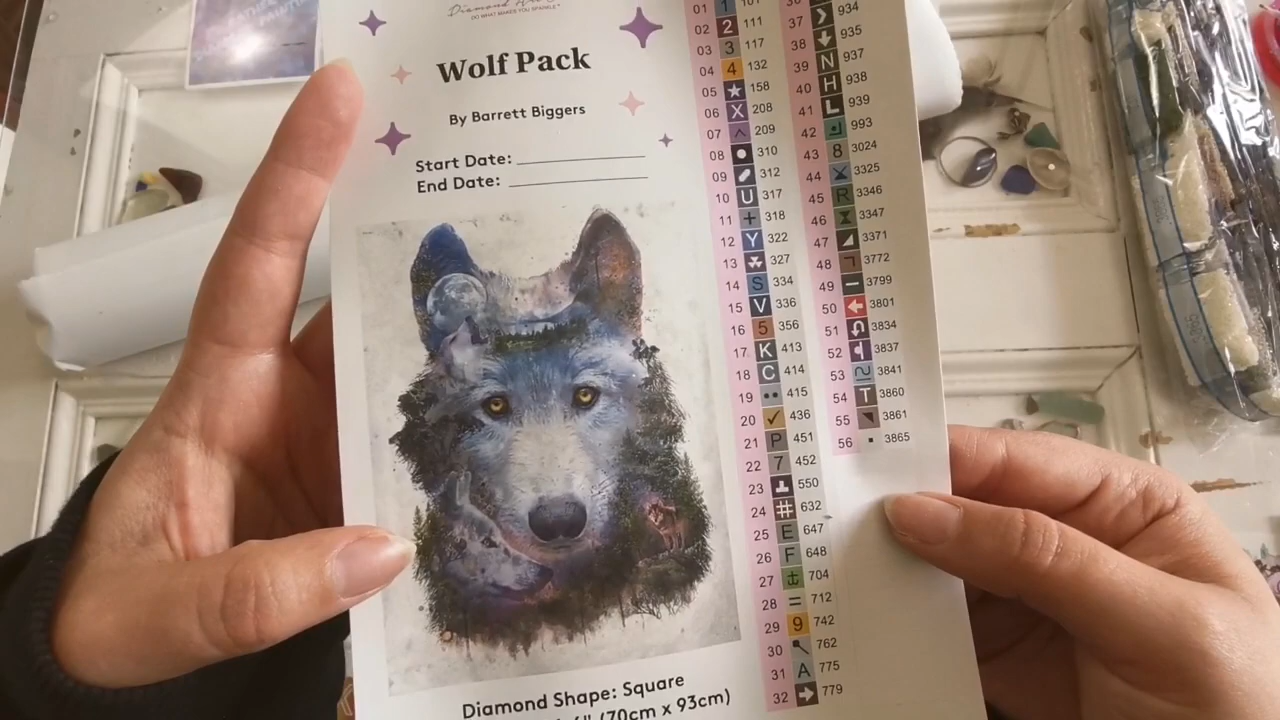 DO WHAT MAKES YOU SPARKLE
Wolf Pack
By Barrett Biggers
Start Date:
End Date:
Diamond Shape: Square
(70cm x 93cm)
01 1
02 2 111
03 3 117
04 4 132
05 158
06 X 208
07 ^ 209
08 310
09 312
10 U 317
11 + 318
12 Y 322
13 327
14 S 334
15 V 336
16 5 356
17 K 413
18 C 414
19 415
20 ✓ 436
21 P 451
22 7 452
23 550
24 # 632
25 E 647
26 F 648
27 704
28 = 712
29 9 742
30 762
31 A 775
32 779
934
37 935
38 N 937
39 H 938
40 L 939
41 993
42 8 3024
43 3325
44 R 3346
45 3347
46 3371
47 3772
48 3799
49 3801
50 3834
51 3837
52 3841
53 T 3860
54 3861
55 3865
56